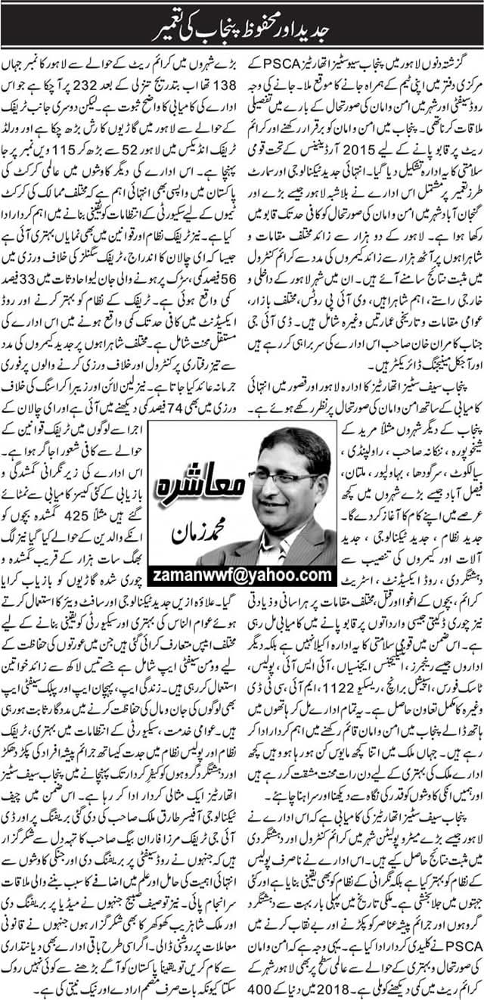 جدید اور محفوظ پنجاب کی تعمیر
گزشتہ دنوں لاہور میں پنجاب سیو سٹیز اتھارٹیز PSCA کے
مرکزی دفتر میں اپنی ٹیم کے ہمراہ جانے کا موقع ملا۔ جانے کی وجہ
روڈ سیفٹی اور شہر میں امن و امان کی صورتحال کے بارے میں تفصیلی
ملاقات کرنا تھی۔ پنجاب میں امن و امان کو برقرار رکھنے اور کرائم
ریٹ پر قابو پانے کے لیے 2015 آرڈیننس کے تحت قومی
سلامتی کا یہ ادارہ تشکیل دیا گیا۔ انتہائی جدید ٹیکنالوجی اور سمارٹ
طرز تعمیر پر مشتمل اس ادارے نے بلاشبہ لاہور جیسے بڑے اور
گنجان آباد شہر میں امن و امان کی صورتحال کو کافی حد تک قابو میں
رکھا ہوا ہے۔ لاہور کے دو ہزار سے زائد مختلف مقامات و
شاہراہوں پر آٹھ ہزار سے زائد کیمروں کی مدد سے کرائم کنٹرول
میں مثبت نتائج سامنے آئے ہیں۔ ان میں شہر لاہور کے داخلی و
خارجی راستے، اہم شاہراہیں، وی آئی پی روٹس، مختلف بازار،
عوامی مقامات و تاریخی عمارتیں وغیرہ شامل ہیں۔ ڈی آئی جی
جناب کامران خان صاحب اس ادارے کی سربراہی کر رہے ہیں
اور آجکل مینیجنگ ڈائریکٹر ہیں۔
پنجاب سیف سٹیز اتھارٹیز کا ادارہ لاہور اور قصور میں انتہائی
کامیابی کے ساتھ امن و امان کی صورتحال پر نظر رکھے ہوئے ہے۔
پنجاب کے دیگر شہروں مثلاً مریدکے
شیخوپورہ، ننکانہ صاحب، راولپنڈی،
سیالکوٹ، سرگودھا، بہاولپور، ملتان،
فیصل آباد جیسے بڑے شہروں میں کچھ
عرصے میں اپنے کام کا آغاز کردے گا۔
جدید نظام، جدید ٹیکنالوجی، جدید
آلات اور کیمروں کی تنصیب سے
دہشتگردی، روڈ ایکسیڈنٹ، اسٹریٹ
کرائم، بچوں کے اغوا اور قتل، مختلف مقامات پر ہراسانی و زیادتی
نیز چوری ڈکیتی جیسی وارداتوں پر قابو پانے میں کامیابی مل رہی
ہے۔ اس ضمن میں قومی سلامتی کا یہ ادارہ اکیلا نہیں ہے بلکہ دیگر
اداروں جیسے رینجرز، انٹیلیجنس ایجنسیاں، آئی ایس آئی، پولیس،
ٹاسک فورس، اسپیشل برانچ، ریسکیو 1122، ایم آئی، سی ٹی ڈی
وغیرہ کا مکمل تعاون حاصل ہے۔ یہ تمام ادارے مل کر ہاتھوں میں
ہاتھ ڈالے پنجاب میں امن و امان قائم رکھنے میں اہم کردار ادا کر
رہے ہیں۔ جہاں ملک میں اتنا کچھ مایوس کن ہو رہا ہو وہیں کچھ
ادارے ملک کی بہتری کے لیے دن رات محنت مشقت کر رہے ہیں
اور ہمیں انکی کاوشوں کو قدر کی نگاہ سے دیکھنا اور سراہنا چاہیئے۔
پنجاب سیف سٹیز اتھارٹیز کی کامیابی ہے کہ اس ادارے نے
لاہور جیسے بڑے میٹروپولیٹن شہر میں کرائم کنٹرول اور دہشتگردی
میں مثبت نتائج حاصل کیے ہیں۔ اس ادارے نے ناصرف پولیس
کے نظام کو بہتر کیا ہے بلکہ نگرانی کے نظام کو بھی یقینی بنایا ہے اور کئی
جہتوں میں جلا بخشی ہے۔ ملکی تاریخ میں پہلی بار بہت سے دہشتگرد
گروہوں اور جرائم پیشہ عناصر کو پکڑنے اور بے نقاب کرنے میں
PSCA نے کلیدی کردار ادا کیا ہے۔ یہی وجہ ہے کہ امن و امان
کی صورتحال و بہتری کے حوالے سے عالمی سطح پر بھی لاہور شہر کے
کرائم ریٹ میں کمی دیکھنے کو ملی ہے۔ 2018 میں دنیا کے 400
بڑے شہروں میں کرائم ریٹ کے حوالے سے لاہور کا نمبر جہاں
138 تھا اب بتدریج تنزلی کے بعد 232 پر آچکا ہے جو اس
ادارے کی کامیابی کا واضح ثبوت ہے۔ لیکن دوسری جانب ٹریفک
کے حوالے سے لاہور میں گاڑیوں کا رش بڑھ چکا ہے اور ورلڈ
ٹریفک انڈیکس میں لاہور 52 سے بڑھ کر 115 ویں نمبر پر جا
پہنچا ہے۔ اس ادارے کی دیگر کاوشوں میں عالمی کرکٹ کی
پاکستان میں واپسی بھی انتہائی اہم ہے کہ مختلف ممالک کی کرکٹ
ٹیموں کے لیے سکیورٹی کے انتظامات کو یقینی بنانے میں اہم کردار ادا
کیا ہے۔ نیز ٹریفک نظام اور قوانین میں بھی نمایاں بہتری آئی ہے
جیسا کہ ای چالان کا اندراج، ٹریفک سگنلز کی خلاف ورزی میں
56 فیصد کمی، سڑک پر ہونے والی جان لیوا حادثات میں 33 فیصد
کمی واقع ہوئی ہے۔ ٹریفک کے نظام کو بہتر کرنے اور روڈ
ایکسیڈنٹ میں کافی حد تک کمی واقع ہونے میں اس ادارے کی
مستقل محنت شامل ہے۔ مختلف شاہراہوں پر جدید کیمروں کی مدد
سے تیز رفتاری پر کنٹرول اور خلاف ورزی کرنے والوں پر فوری
جرمانہ عائد کیا جاتا ہے۔ نیز لین لائن اور زیبرا کراسنگ کی خلاف
ورزی میں بھی 74 فیصد کمی دیکھنے میں آئی ہے اور ای چالان کے
اجرا سے لوگوں میں ٹریفک قوانین کے
حوالے سے کافی شعور اجاگر ہوا ہے۔
اس ادارے کی زیر نگرانی گمشدگی و
بازیابی کے کئی کیسز کامیابی سے نمٹائے
گئے ہیں مثلاً 425 گمشدہ بچوں کو
انکے والدین کے حوالے کیا گیا نیز لگ
بھگ سات ہزار کے قریب گمشدہ و
چوری شدہ گاڑیوں کو بازیاب کرایا
گیا۔ علاوہ ازیں جدید ٹیکنالوجی اور سافٹ ویئر کا استعمال کرتے
ہوئے عوام الناس کی بہتری اور سیکیورٹی کو یقینی بنانے کے لیے
مختلف ایپس متعارف کرائی گئی ہیں جن میں عورتوں کی حفاظت کے
لیے وومن سیفٹی ایپ شامل ہے جسے تیس لاکھ سے زائد خواتین
استعمال کر رہی ہیں۔ زندگی ایپ، پہچان ایپ اور پبلک سیفٹی ایپ
بھی لوگوں کی جان و مال کی حفاظت کرنے میں مددگار ثابت ہو رہی
ہیں۔ عوامی خدمت، سیکیورٹی کے انتظامات میں بہتری، ٹریفک
نظام اور پولیس نظام میں جدت کیساتھ جرائم پیشہ افراد کی پکڑ دھکڑ
اور دہشتگرد گروہوں کو کیفر کردار تک پہنچانے میں پنجاب سیف سٹیز
اتھارٹیز ایک مثالی کردار ادا کر رہا ہے۔ اس ضمن میں چیف
ٹیکنالوجی آفیسر طارق ملک صاحب کی دی گئی بریفنگ پر اور ڈی
آئی جی ٹریفک مرزا فاران بیگ صاحب کا تہہ دل سے شکرگزار
ہیں کہ جنہوں نے روڈ سیفٹی پر بریفنگ دی اور جنکی کاوشوں سے
انتہائی اہمیت کی حامل اور علم میں اضافے کا سبب بننے والی ملاقات
سرانجام پائی۔ نیز توصیف صبیح جنہوں نے میڈیا پر بریفنگ دی
اور ملک شاہزیب کھوکھر کا بھی شکرگزار ہوں جنہوں نے قانونی
معاملات پر روشنی ڈالی۔ اگر اسی طرح باقی ادارے بھی دیانتداری
سے کام کریں تو یقیناً پاکستان کو آگے بڑھنے سے کوئی نہیں روک
سکتا کیونکہ بات صرف مصمم ارادے اور نیک نیتی کی ہے۔
معاشرہ
محمد زمان
zamanwwf@yahoo.com